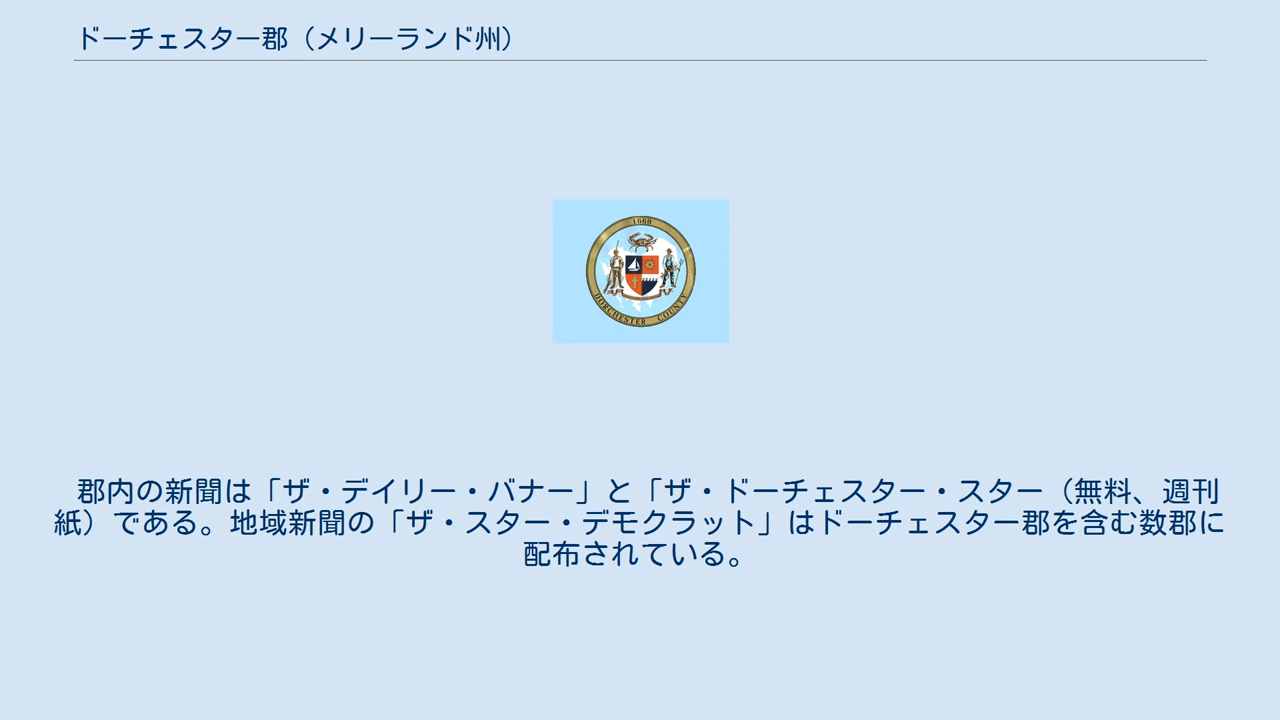 ドーチェスター郡（メリーランド州）
1669
DORCHESTER COUNTY
郡内の新聞は「ザ・デイリー・バナー」と「ザ・ドーチェスター・スター（無料、週刊
紙）である。地域新聞の「ザ・スター・デモクラット」はドーチェスター郡を含む数郡に
配布されている。